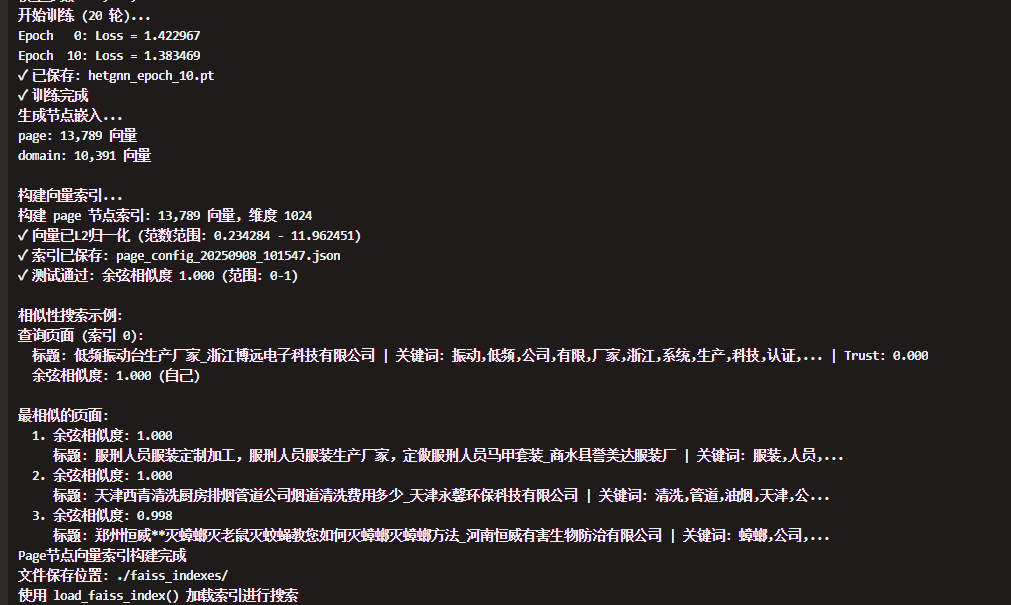 开始训练 (20 轮)...
Epoch   0: Loss = 1.422967
Epoch  10: Loss = 1.383469
✓ 已保存: hetgnn_epoch_10.pt
✓ 训练完成
生成节点嵌入...
page: 13,789 向量
domain: 10,391 向量
构建向量索引...
构建 page 节点索引: 13,789 向量, 维度 1024
✓ 向量已L2归一化 (范数范围: 0.234284 - 11.962451)
✓ 索引已保存: page_config_20250908_101547.json
✓ 测试通过: 余弦相似度 1.000 (范围: 0-1)
相似性搜索示例:
查询页面 (索引 0):
标题: 低频振动台生产厂家_浙江博远电子科技有限公司 | 关键词: 振动,低频,公司,有限,厂家,浙江,系统,生产,科技,认证,... | Trust: 0.000
余弦相似度: 1.000 (自己)
最相似的页面:
1. 余弦相似度: 1.000
标题: 服刑人员服装定制加工，服刑人员服装生产厂家，定做服刑人员马甲套装_商水县誉美达服装厂 | 关键词: 服装,人员,...
2. 余弦相似度: 1.000
标题: 天津西青清洗厨房排烟管道公司烟道清洗费用多少_天津永馨环保科技有限公司 | 关键词: 清洗,管道,油烟,天津,公...
3. 余弦相似度: 0.998
标题: 郑州恒威**灭蟑螂灭老鼠灭蚊蝇教您如何灭蟑螂灭蟑螂方法_河南恒威有害生物防治有限公司 | 关键词: 蟑螂,公司,...
Page节点向量索引构建完成
文件保存位置: ./faiss_indexes/
使用 load_faiss_index() 加载索引进行搜索